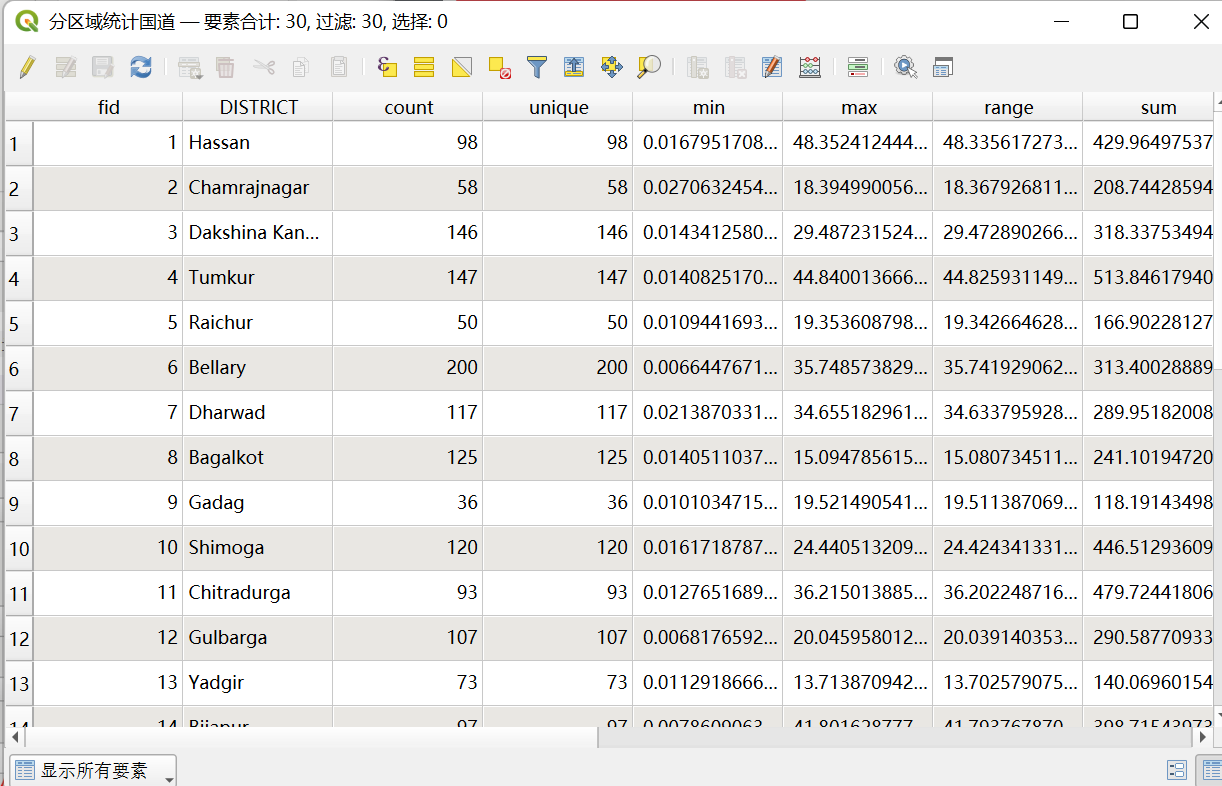 分区域统计国道 — 要素合计: 30, 过滤: 30, 选择: 0
fid DISTRICT count unique min max range sum
1 1 Hassan 98 98 0.0167951708... 48.352412444... 48.335617273... 429.96497537
2 2 Chamrajnagar 58 58 0.0270632454... 18.394990056... 18.367926811... 208.74428594
3 3 Dakshina Kan... 146 146 0.0143412580... 29.487231524... 29.472890266... 318.33753494
4 4 Tumkur 147 147 0.0140825170... 44.840013666... 44.825931149... 513.84617940
5 5 Raichur 50 50 0.0109441693... 19.353608798... 19.342664628... 166.90228127
6 6 Bellary 200 200 0.0066447671... 35.748573829... 35.741929062... 313.40028889
7 7 Dharwad 117 117 0.0213870331... 34.655182961... 34.633795928... 289.95182008
8 8 Bagalkot 125 125 0.0140511037... 15.094785615... 15.080734511... 241.10194720
9 9 Gadag 36 36 0.0101034715... 19.521490541... 19.511387069... 118.19143498
10 10 Shimoga 120 120 0.0161718787... 24.440513209... 24.424341331... 446.51293609
11 11 Chitradurga 93 93 0.0127651689... 36.215013885... 36.202248716... 479.72441806
12 12 Gulbarga 107 107 0.0068176592... 20.045958012... 20.039140353... 290.58770933
13 13 Yadgir 73 73 0.0112918666... 13.713870942... 13.702579075... 140.06960154
14 14 Bijapur 97 97 0.0078609063... 41.801628777... 41.793767870... 398.71543973
显示所有要素